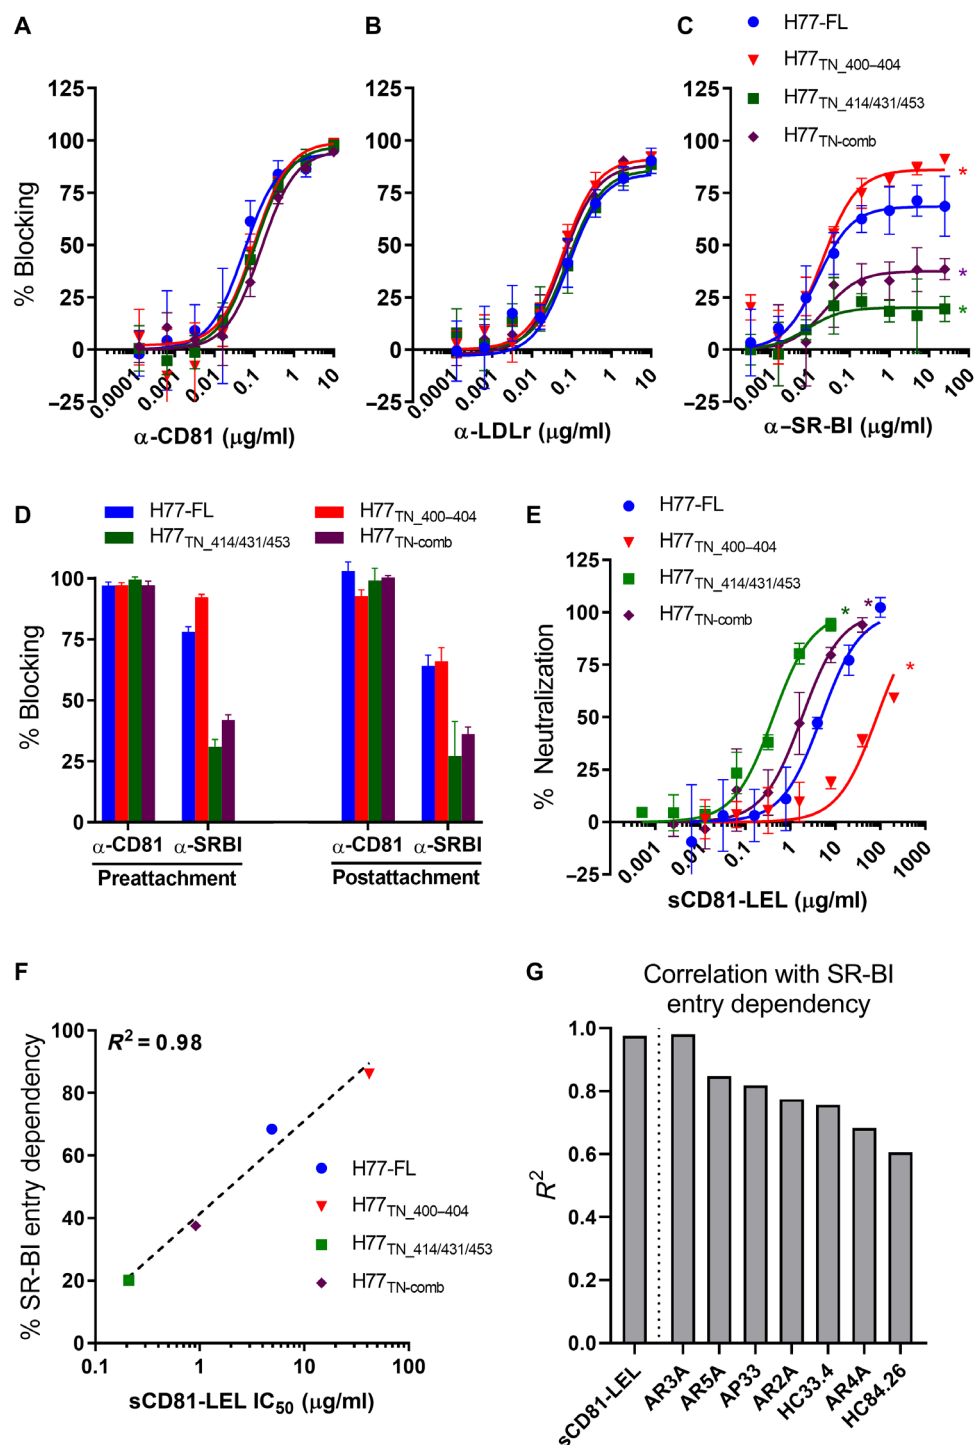 A
125
100
75
50
25
0
−25
% Blocking
0.0001
0.001
0.01
0.1
1
10
α-CD81 (μg/ml)
B
125
100
75
50
25
0
−25
0.0001
0.001
0.01
0.1
1
10
α-LDLr (μg/ml)
C
H77-FL
H77TN_400–404
H77TN_414/431/453
H77TN-comb
125
100
75
50
25
0
−25
*
*
*
0.001
0.01
0.1
1
10
100
α–SR-BI (μg/ml)
D
H77-FL
H77TN_400–404
H77TN_414/431/453
H77TN-comb
% Blocking
100
75
50
25
0
α-CD81 α-SRBI
Preattachment
α-CD81 α-SRBI
Postattachment
E
H77-FL
H77TN_400–404
H77TN_414/431/453
H77TN-comb
% Neutralization
125
100
75
50
25
0
−25
*
*
*
0.001
0.01
0.1
1
10
100
1000
sCD81-LEL (μg/ml)
F
% SR-BI entry dependency
100
80
60
40
20
0
R² = 0.98
H77-FL
H77TN_400–404
H77TN_414/431/453
H77TN-comb
0.1
1
10
100
sCD81-LEL IC50 (μg/ml)
G
Correlation with SR-BI
entry dependency
R²
1.0
0.8
0.6
0.4
0.2
0.0
sCD81-LEL
AR3A
AR5A
AP33
AR2A
HC33.4
AR4A
HC84.26